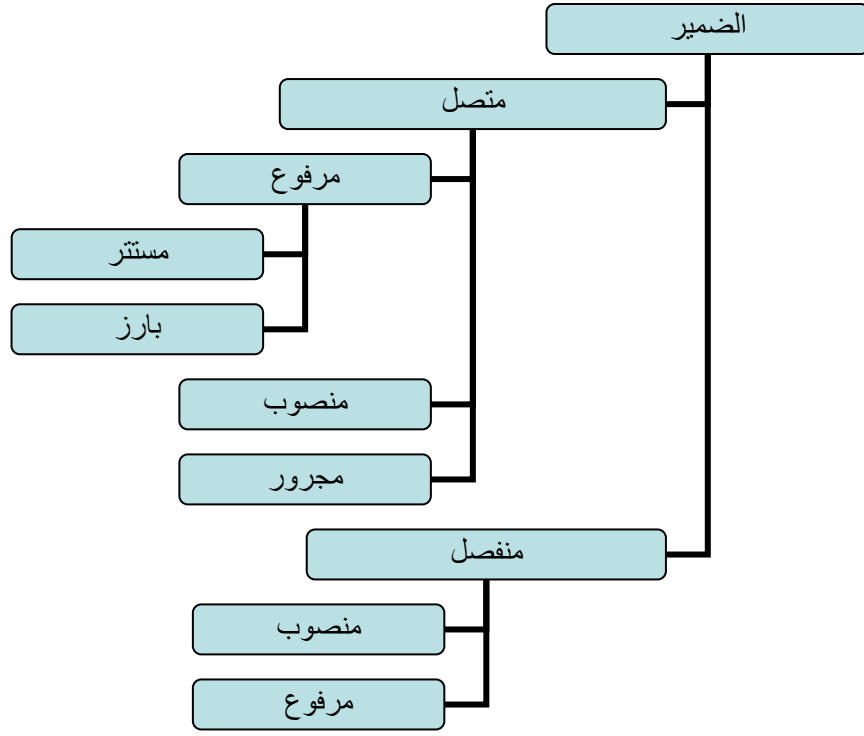 الضمير
متصل
مرفوع
مستتر
بارز
منصوب
مجرور
منفصل
منصوب
مرفوع